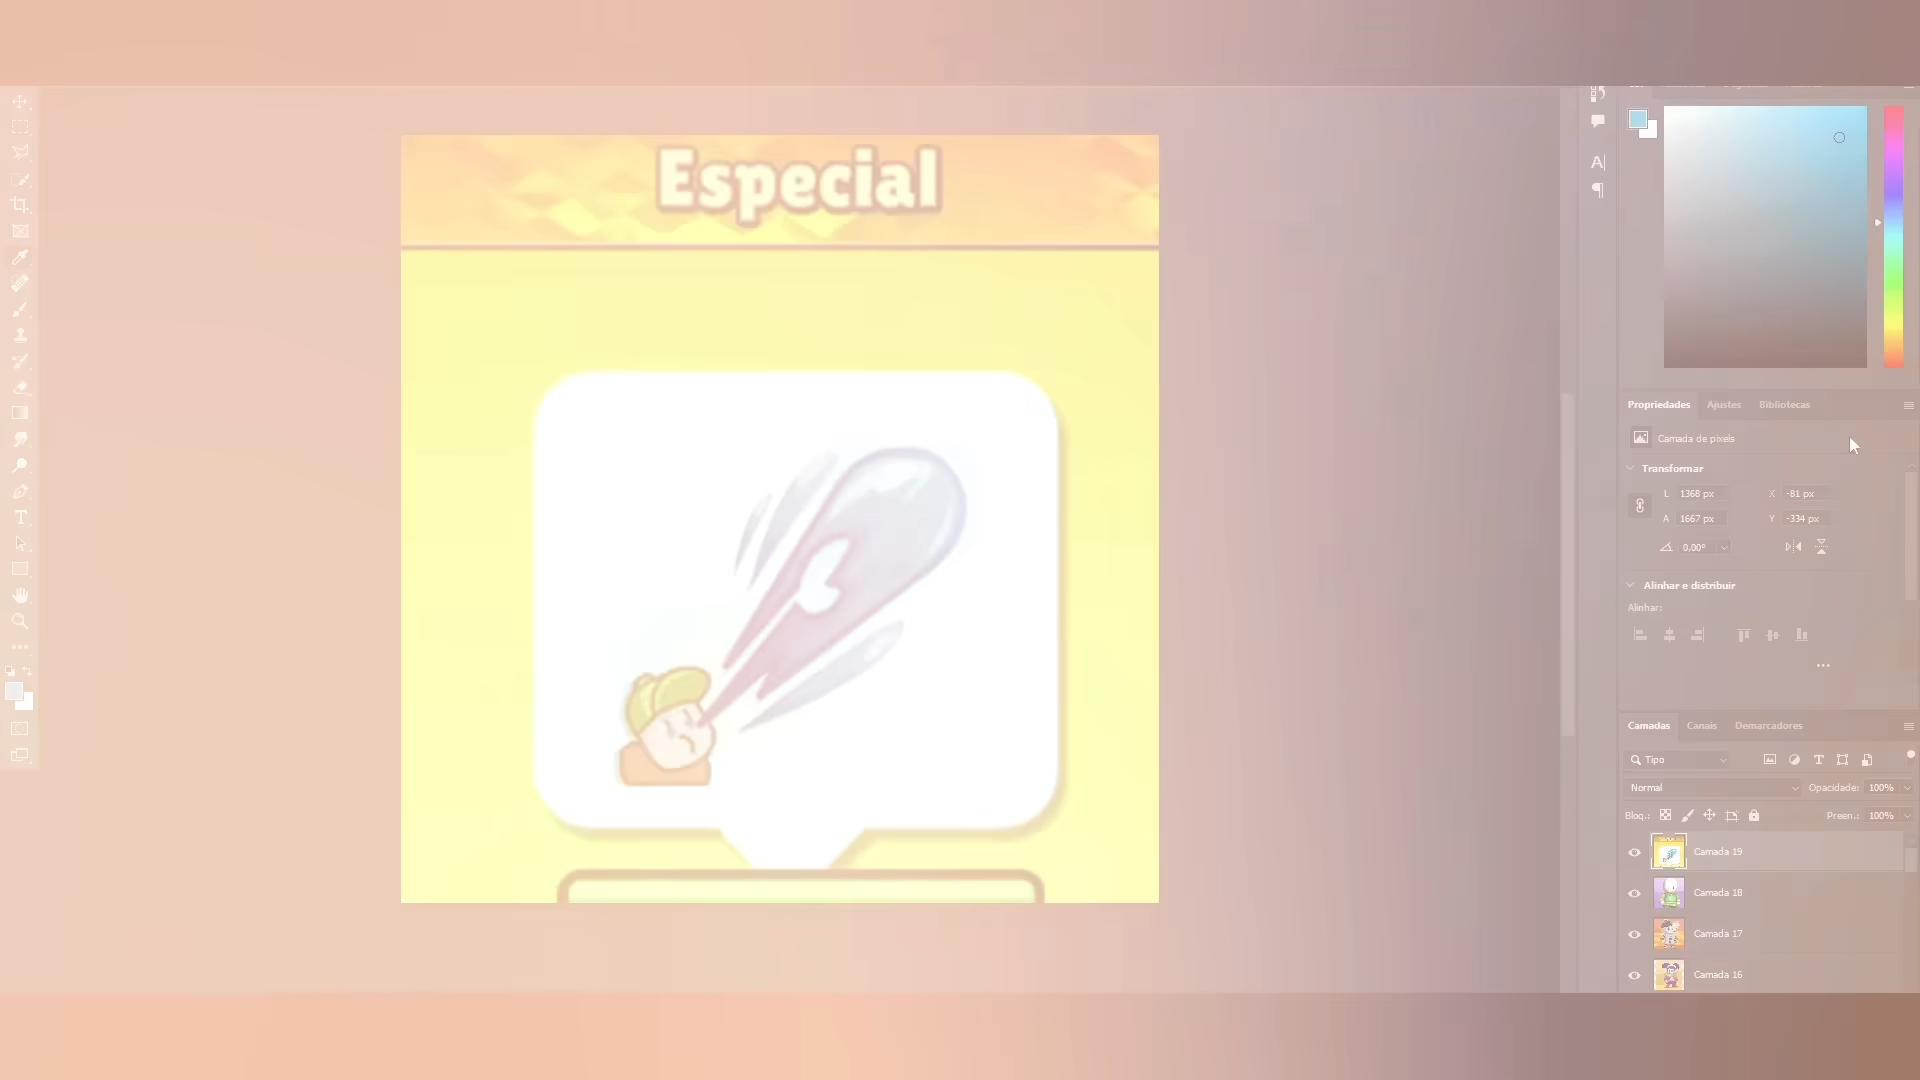 Especial
Propriedades Ajustes Bibliotecas
Camada de pixels
Transformar
L 1368 px X -81 px
A 1667 px Y -334 px
0,00°
Alinhar e distribuir
Alinhar:
Camadas Canais Demarcadores
Tipo
Normal Opacidade: 100%
Bloq.: Preen.: 100%
Camada 19
Camada 18
Camada 17
Camada 16